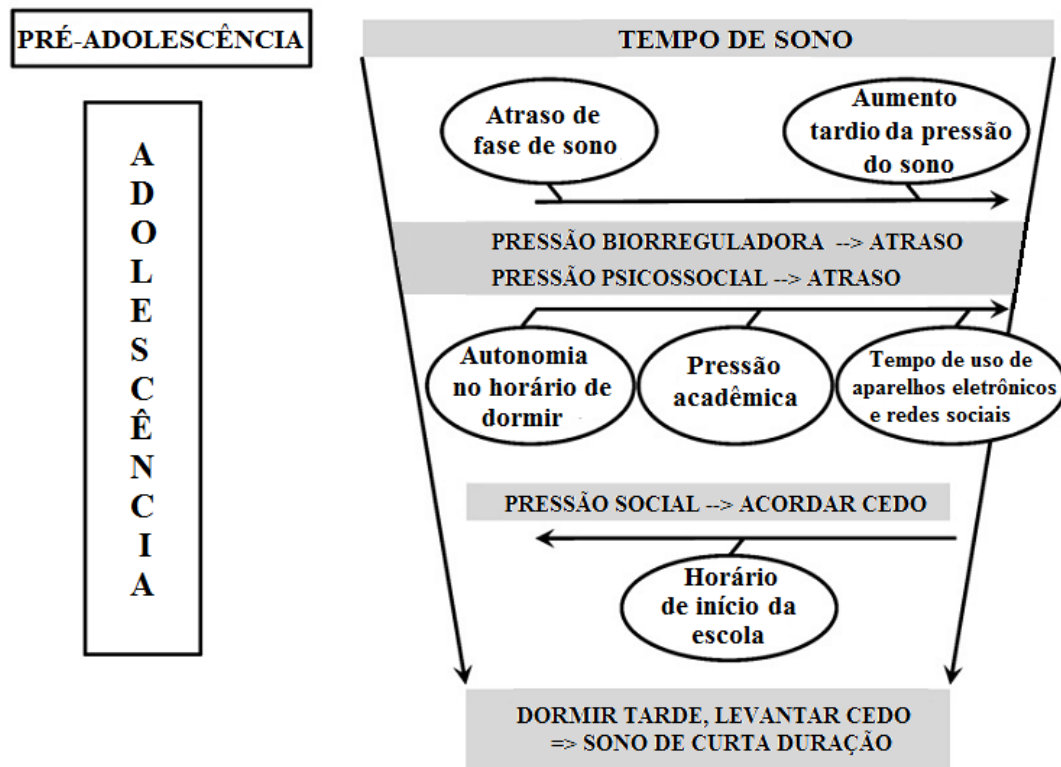 PRÉ-ADOLESCÊNCIA
TEMPO DE SONO
A
D
O
L
E
S
C
Ê
N
C
I
A
Atraso de
fase de sono
Aumento
tardio da pressão
do sono
PRESSÃO BIORREGULADORA --> ATRASO
PRESSÃO PSICOSSOCIAL --> ATRASO
Autonomia
no horário de
dormir
Pressão
acadêmica
Tempo de uso de
aparelhos eletrônicos
e redes sociais
PRESSÃO SOCIAL --> ACORDAR CEDO
Horário
de início da
escola
DORMIR TARDE, LEVANTAR CEDO
=> SONO DE CURTA DURAÇÃO